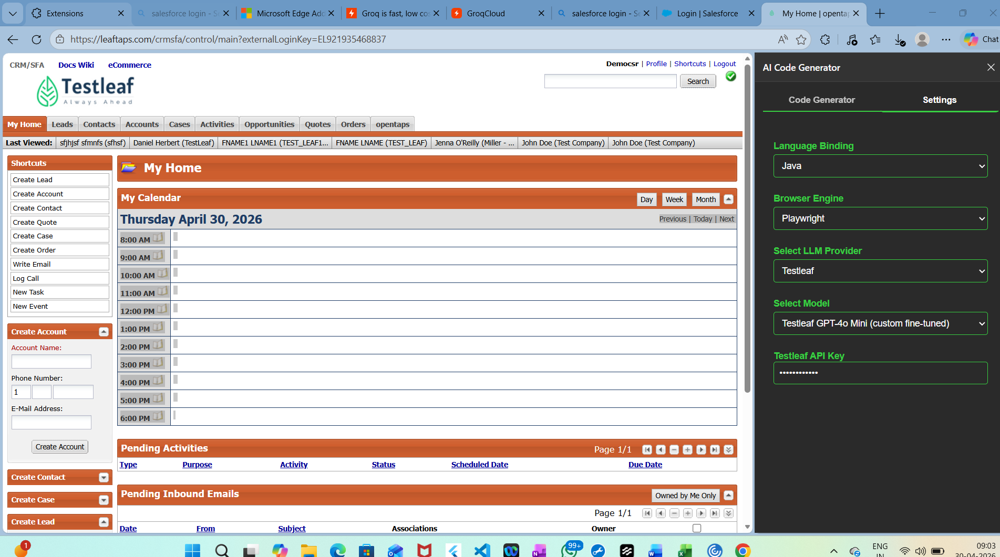 Extensions
salesforce login - Se
Microsoft Edge Add
Groq is fast, low cos
GroqCloud
salesforce login - Se
Login | Salesforce
My Home | opentap
https://leaftaps.com/crmsfa/control/main?externalLoginKey=EL921935468837
Chat
CRM/SFA Docs Wiki eCommerce
Democsr | Profile | Shortcuts | Logout
Testleaf
Always Ahead
Search
My Home Leads Contacts Accounts Cases Activities Opportunities Quotes Orders opentaps
Last Viewed: sfjhjsf sfmnfs (sfhsf) Daniel Herbert (TestLeaf) FNAME1 LNAME1 (TEST_LEAF1... FNAME LNAME (TEST_LEAF) Jenna O'Reilly (Miller - ... John Doe (Test Company) John Doe (Test Company)
Shortcuts
Create Lead
Create Account
Create Contact
Create Quote
Create Case
Create Order
Write Email
Log Call
New Task
New Event
Create Account
Account Name:
Phone Number:
1
E-Mail Address:
Create Account
Create Contact
Create Case
Create Lead
My Home
My Calendar
Day Week Month
Thursday April 30, 2026
Previous | Today | Next
8:00 AM
9:00 AM
10:00 AM
11:00 AM
12:00 PM
1:00 PM
2:00 PM
3:00 PM
4:00 PM
5:00 PM
6:00 PM
Pending Activities
Page 1/1
Type Purpose Activity Status Scheduled Date Due Date
Pending Inbound Emails
Owned by Me Only
Page 1/1
Date From Subject Associations Owner
AI Code Generator
Code Generator Settings
Language Binding
Java
Browser Engine
Playwright
Select LLM Provider
Testleaf
Select Model
Testleaf GPT-4o Mini (custom fine-tuned)
Testleaf API Key
••••••••••••
1
99+
ENG
IN
09:03